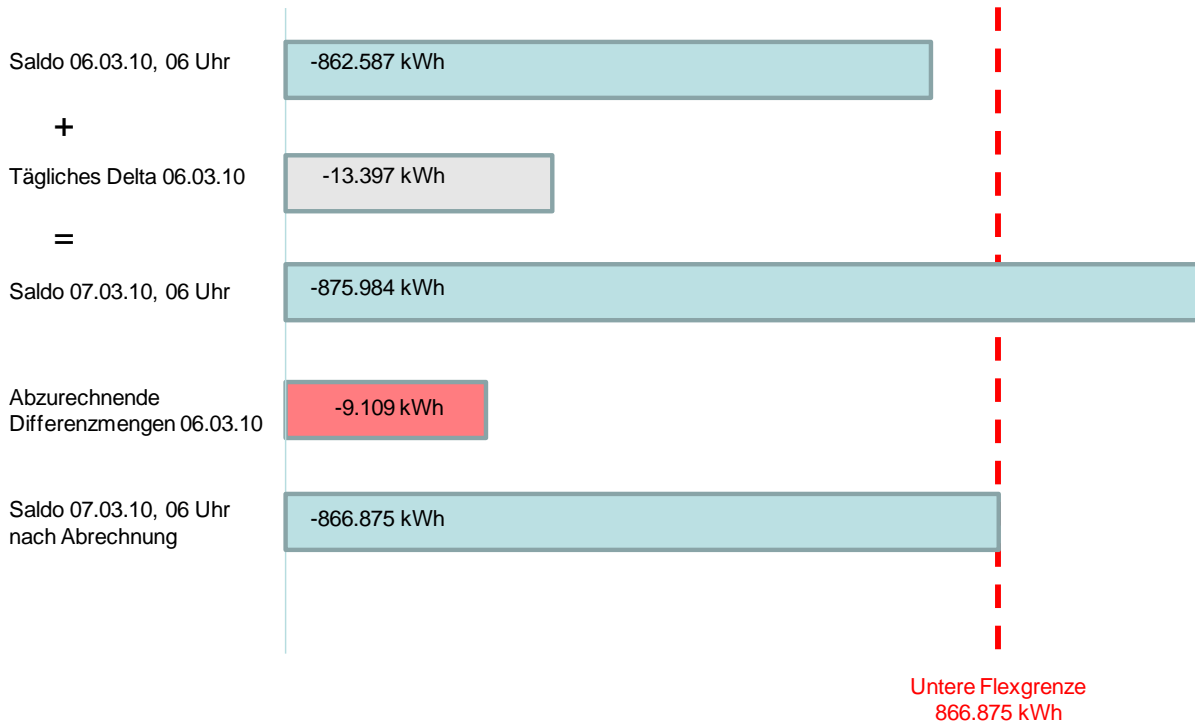 Saldo 06.03.10, 06 Uhr
-862.587 kWh
+
Tägliches Delta 06.03.10
-13.397 kWh
=
Saldo 07.03.10, 06 Uhr
-875.984 kWh
Abzurechnende
Differenzmengen 06.03.10
-9.109 kWh
Saldo 07.03.10, 06 Uhr
nach Abrechnung
-866.875 kWh
Untere Flexgrenze
866.875 kWh